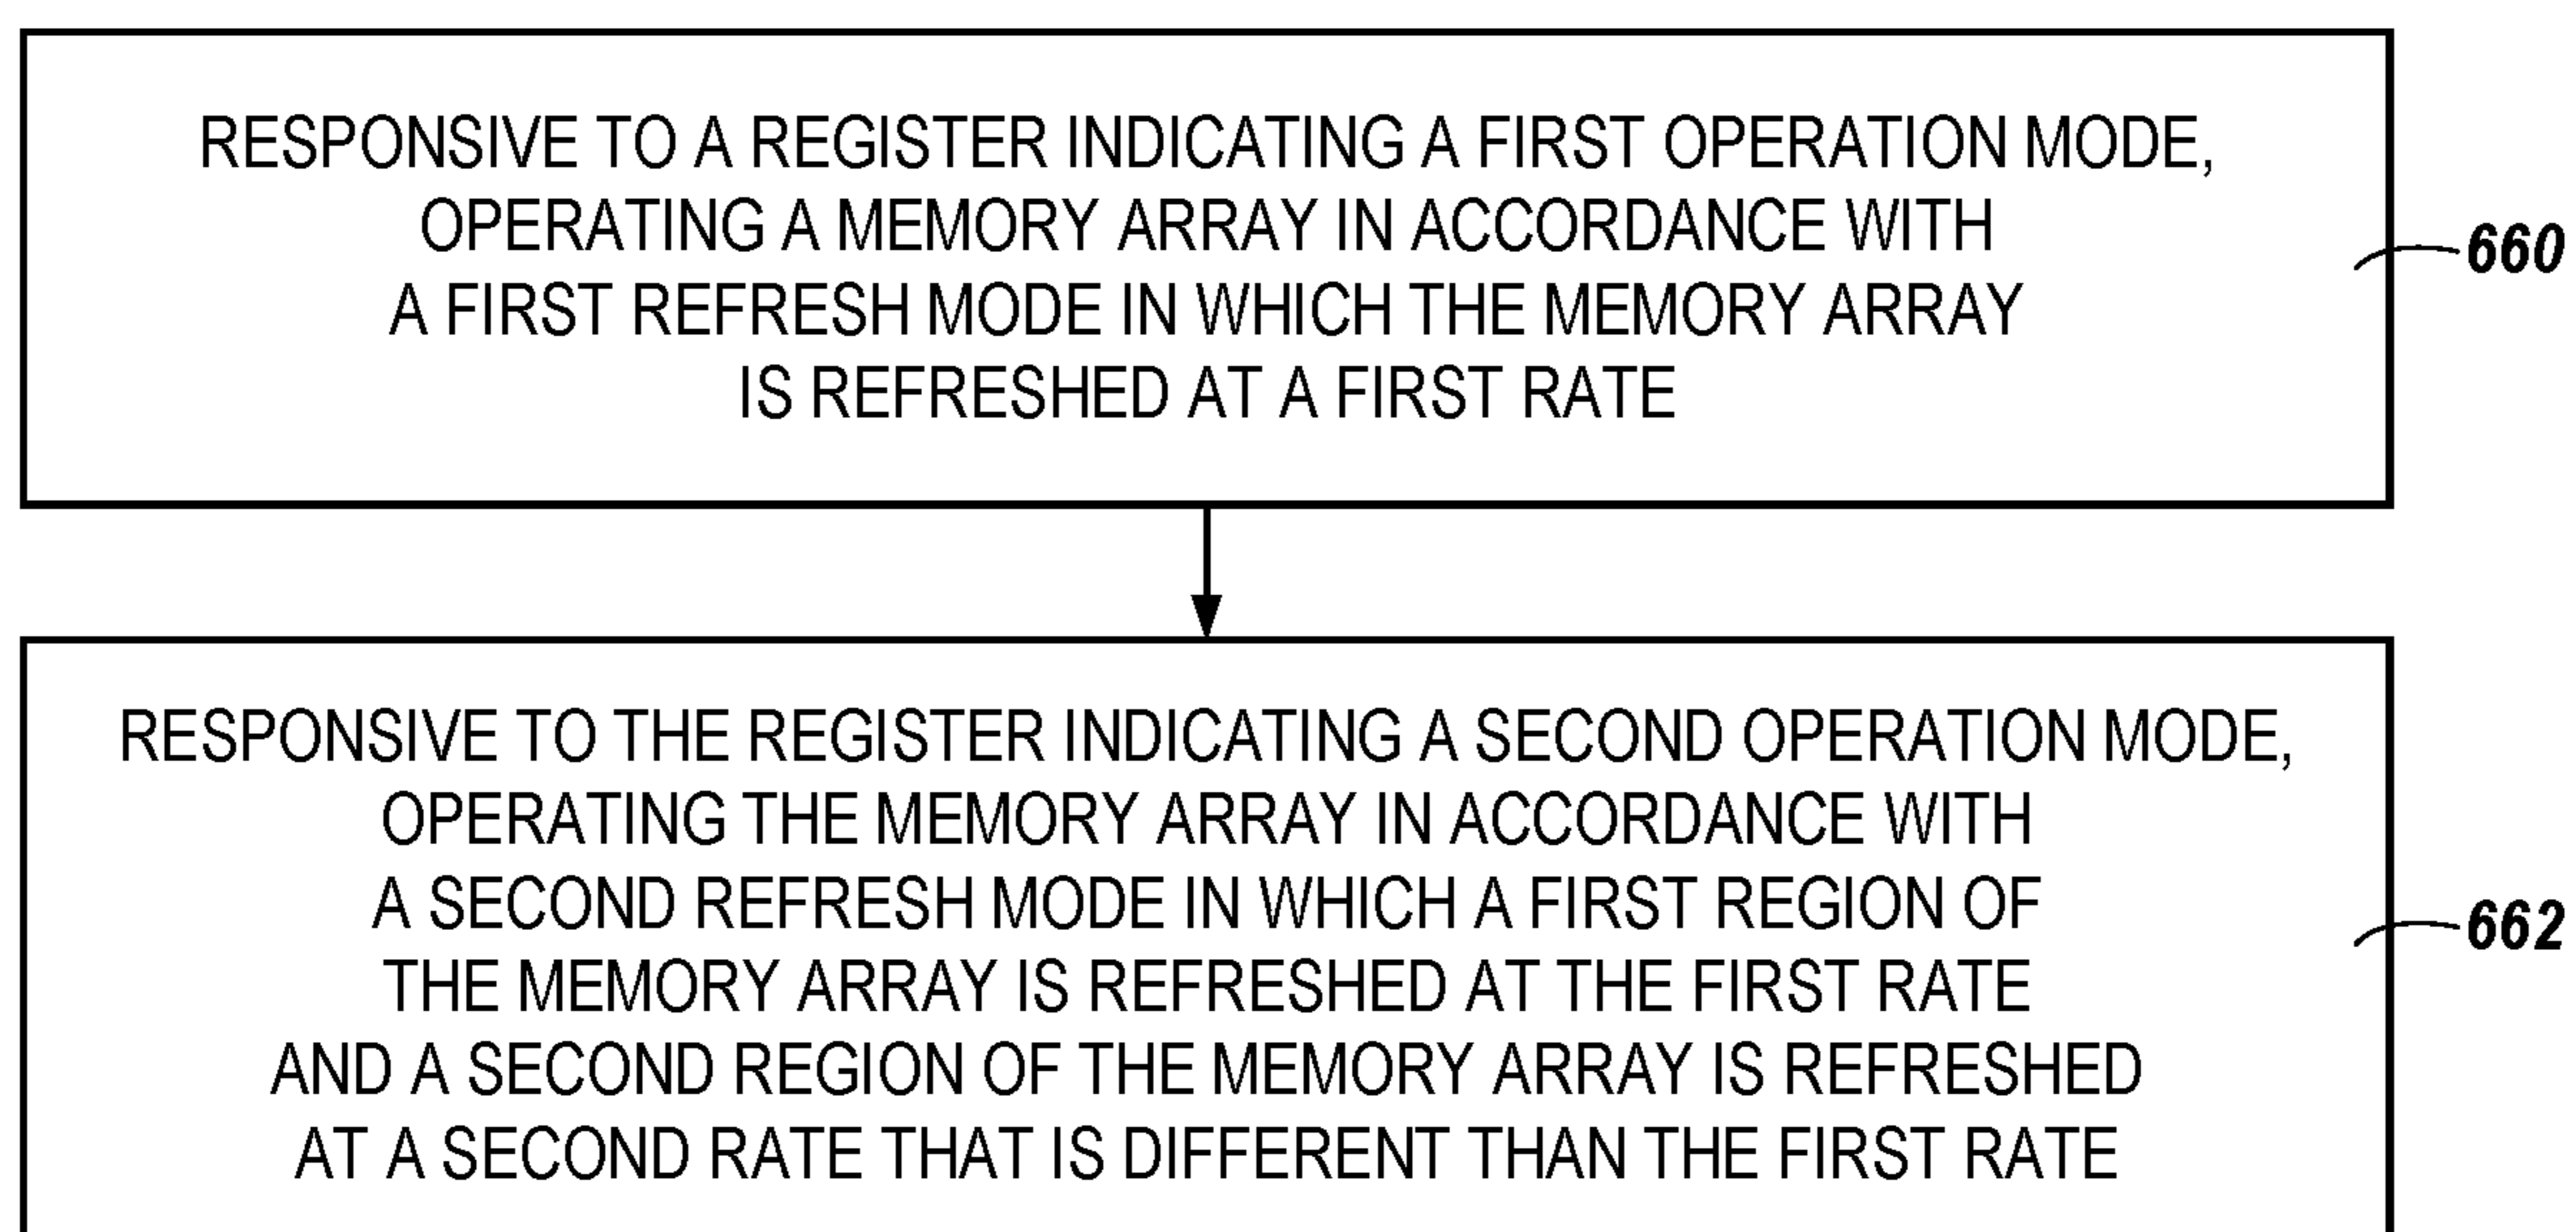 RESPONSIVE TO A REGISTER INDICATING A FIRST OPERATION MODE,
OPERATING A MEMORY ARRAY IN ACCORDANCE WITH
A FIRST REFRESH MODE IN WHICH THE MEMORY ARRAY
IS REFRESHED AT A FIRST RATE
660
RESPONSIVE TO THE REGISTER INDICATING A SECOND OPERATION MODE,
OPERATING THE MEMORY ARRAY IN ACCORDANCE WITH
A SECOND REFRESH MODE IN WHICH A FIRST REGION OF
THE MEMORY ARRAY IS REFRESHED AT THE FIRST RATE
AND A SECOND REGION OF THE MEMORY ARRAY IS REFRESHED
AT A SECOND RATE THAT IS DIFFERENT THAN THE FIRST RATE
662